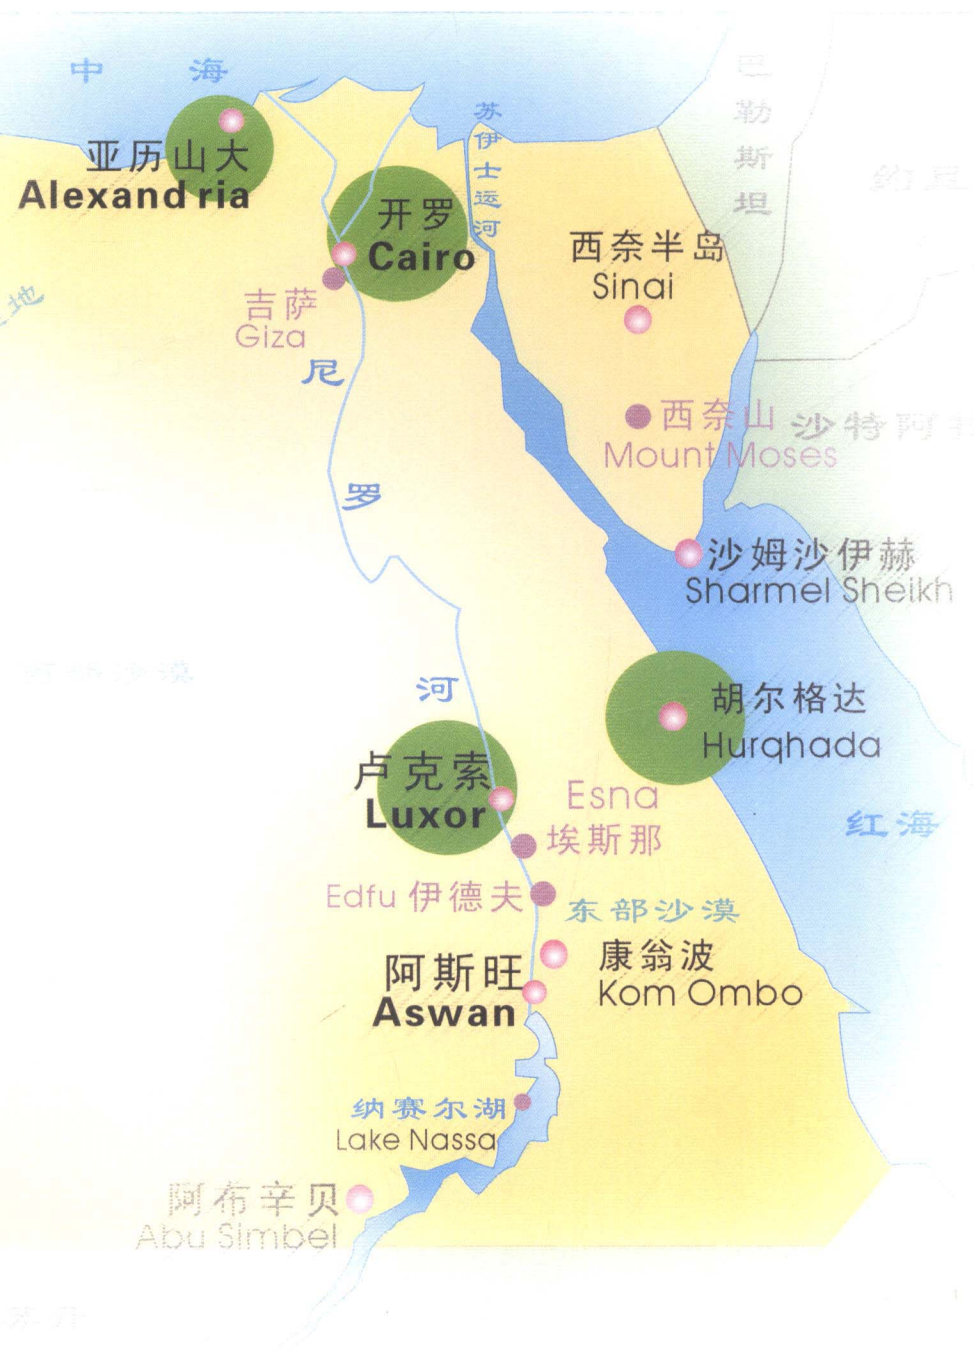 中 海
苏伊士运河
巴勒斯坦
亚历山大
Alexandria
开罗
Cairo
西奈半岛
Sinai
吉萨
Giza
尼
西奈山
Mount Moses
沙特阿
罗
沙姆沙伊赫
Sharmel Sheikh
河
胡尔格达
Hurqhada
卢克索
Luxor
Esna
埃斯那
红海
Edfu 伊德夫
东部沙漠
阿斯旺
Aswan
康翁波
Kom Ombo
纳赛尔湖
Lake Nassa
阿布辛贝
Abu Simbel